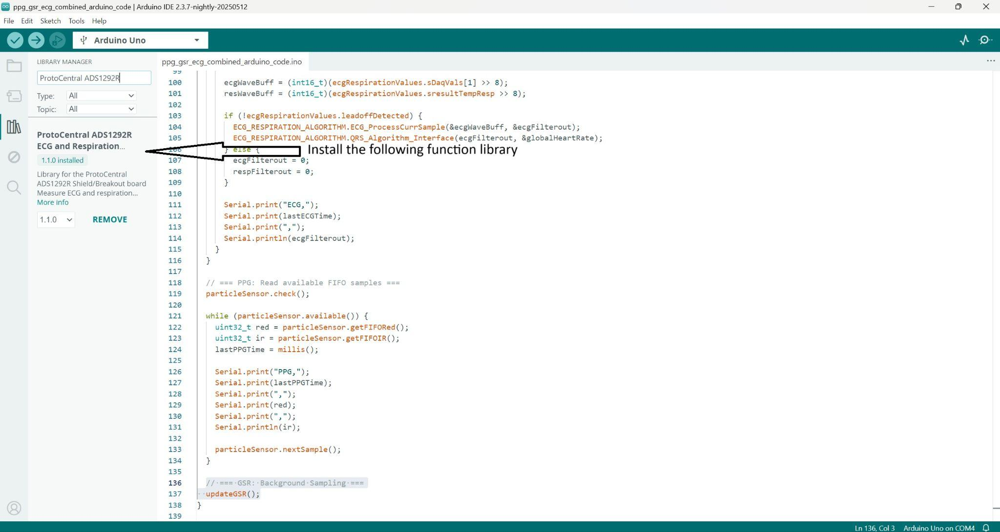 ppg_gsr_ecg_combined_arduino_code | Arduino IDE 2.3.7-nightly-20250512
File Edit Sketch Tools Help
Arduino Uno
LIBRARY MANAGER
ProtoCentral ADS1292R
Type: All
Topic: All
ProtoCentral ADS1292R
ECG and Respiration...
1.1.0 installed
Library for the ProtoCentral
ADS1292R Shield/Breakout board
Measure ECG and respiration...
More info
1.1.0 REMOVE
ppg_gsr_ecg_combined_arduino_code.ino
99
100 ecgWaveBuff = (int16_t)(ecgRespirationValues.sDaqVals[1] >> 8);
101 resWaveBuff = (int16_t)(ecgRespirationValues.sresultTempResp >> 8);
102
103 if (!ecgRespirationValues.leadoffDetected) {
104 ECG_RESPIRATION_ALGORITHM.ECG_ProcessCurrSample(&ecgWaveBuff, &ecgFilterout);
105 ECG_RESPIRATION_ALGORITHM.QRS_Algorithm_Interface(ecgFilterout, &globalHeartRate);
106 } else {
Install the following function library
107 ecgFilterout = 0;
108 respFilterout = 0;
109 }
110
111 Serial.print("ECG,");
112 Serial.print(lastECGTime);
113 Serial.print(",");
114 Serial.println(ecgFilterout);
115 }
116 }
117
118 // === PPG: Read available FIFO samples ===
119 particleSensor.check();
120
121 while (particleSensor.available()) {
122 uint32_t red = particleSensor.getFIFORed();
123 uint32_t ir = particleSensor.getFIFOIR();
124 lastPPGTime = millis();
125
126 Serial.print("PPG,");
127 Serial.print(lastPPGTime);
128 Serial.print(",");
129 Serial.print(red);
130 Serial.print(",");
131 Serial.println(ir);
132
133 particleSensor.nextSample();
134 }
135
136 // === GSR: Background Sampling ===
137 updateGSR();
138 }
139
Ln 136, Col 3 Arduino Uno on COM4